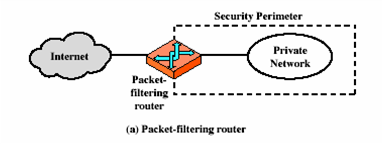 Security Perimeter
Internet
Private
Network
Packet-
filtering
router
(a) Packet-filtering router